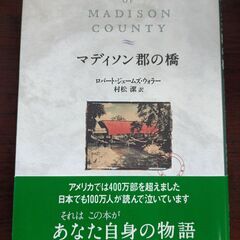 OF
MADISON
COUNTY
マディソン郡の橋
ロバート・ジェームズ・ウォラー
村松 潔 訳
アメリカでは400万部を超えました
日本でも100万人が読んで泣いています
それは この本が
あなた自身の物語